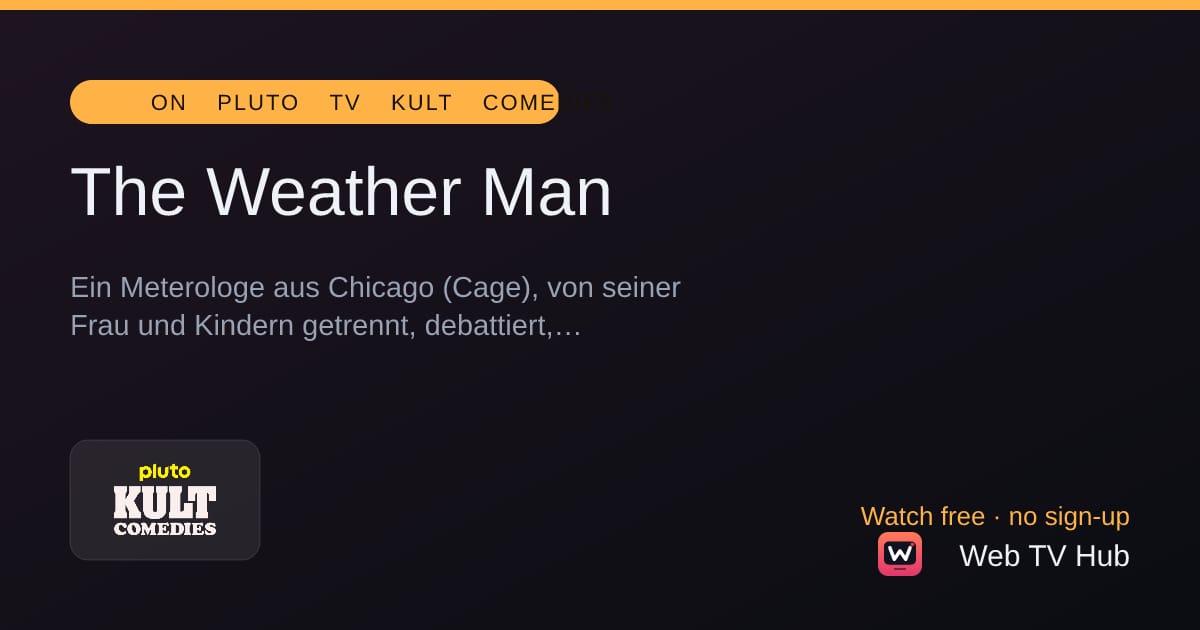 ON PLUTO TV KULT COMEDIES
The Weather Man
Ein Meterologe aus Chicago (Cage), von seiner
Frau und Kindern getrennt, debattiert,…
pluto
KULT
COMEDIES
Watch free · no sign-up
W
Web TV Hub